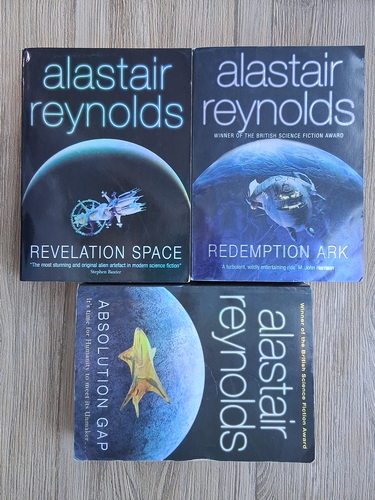 alastair
reynolds
REVELATION SPACE
"The most stunning and original alien artefact in modern science fiction"
Stephen Baxter
alastair
reynolds
WINNER OF THE BRITISH SCIENCE FICTION AWARD
REDEMPTION ARK
'A turbulent, wildly entertaining ride' M. John Harrison
Winner of the British Science Fiction Award
alastair
reynolds
ABSOLUTION GAP
It's time for Humanity to meet its Unmaker . . .